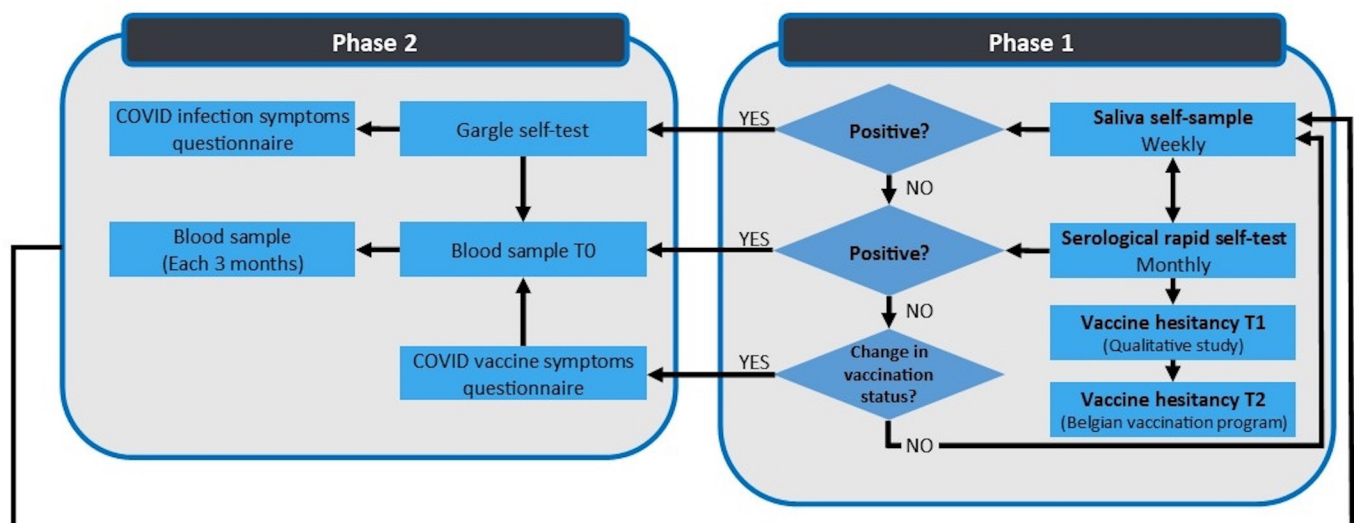 Phase 2
COVID infection symptoms
questionnaire
Gargle self-test
Blood sample
(Each 3 months)
Blood sample T0
COVID vaccine symptoms
questionnaire
Phase 1
YES
Positive?
Saliva self-sample
Weekly
NO
YES
Positive?
Serological rapid self-test
Monthly
NO
YES
Change in
vaccination
status?
Vaccine hesitancy T1
(Qualitative study)
Vaccine hesitancy T2
(Belgian vaccination program)
NO